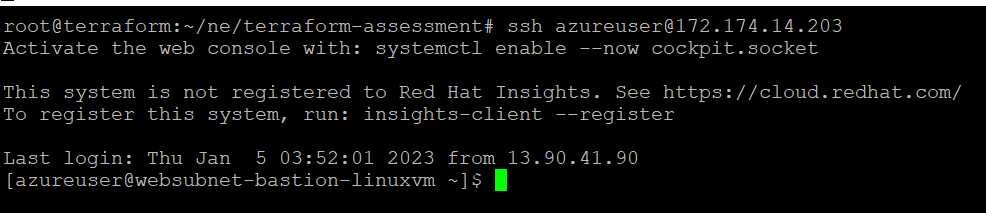 root@terraform:~/ne/terraform-assessment# ssh azureuser@172.174.14.203
Activate the web console with: systemctl enable --now cockpit.socket
This system is not registered to Red Hat Insights. See https://cloud.redhat.com/
To register this system, run: insights-client --register
Last login: Thu Jan  5 03:52:01 2023 from 13.90.41.90
[azureuser@websubnet-bastion-linuxvm ~]$